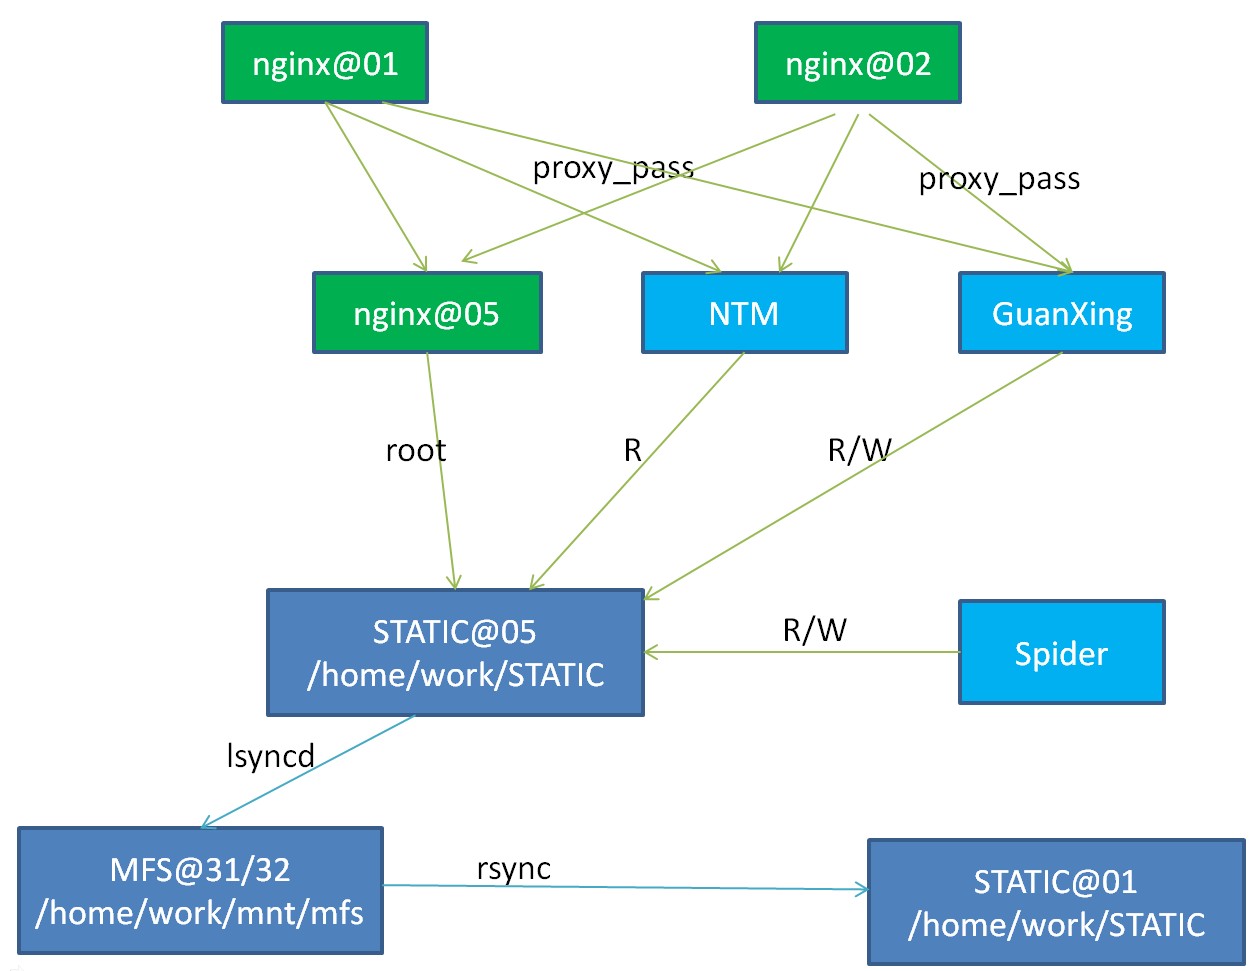 nginx@01
nginx@02
proxy_pass
proxy_pass
nginx@05
NTM
GuanXing
root
R
R/W
STATIC@05
/home/work/STATIC
R/W
Spider
lsyncd
MFS@31/32
/home/work/mnt/mfs
rsync
STATIC@01
/home/work/STATIC